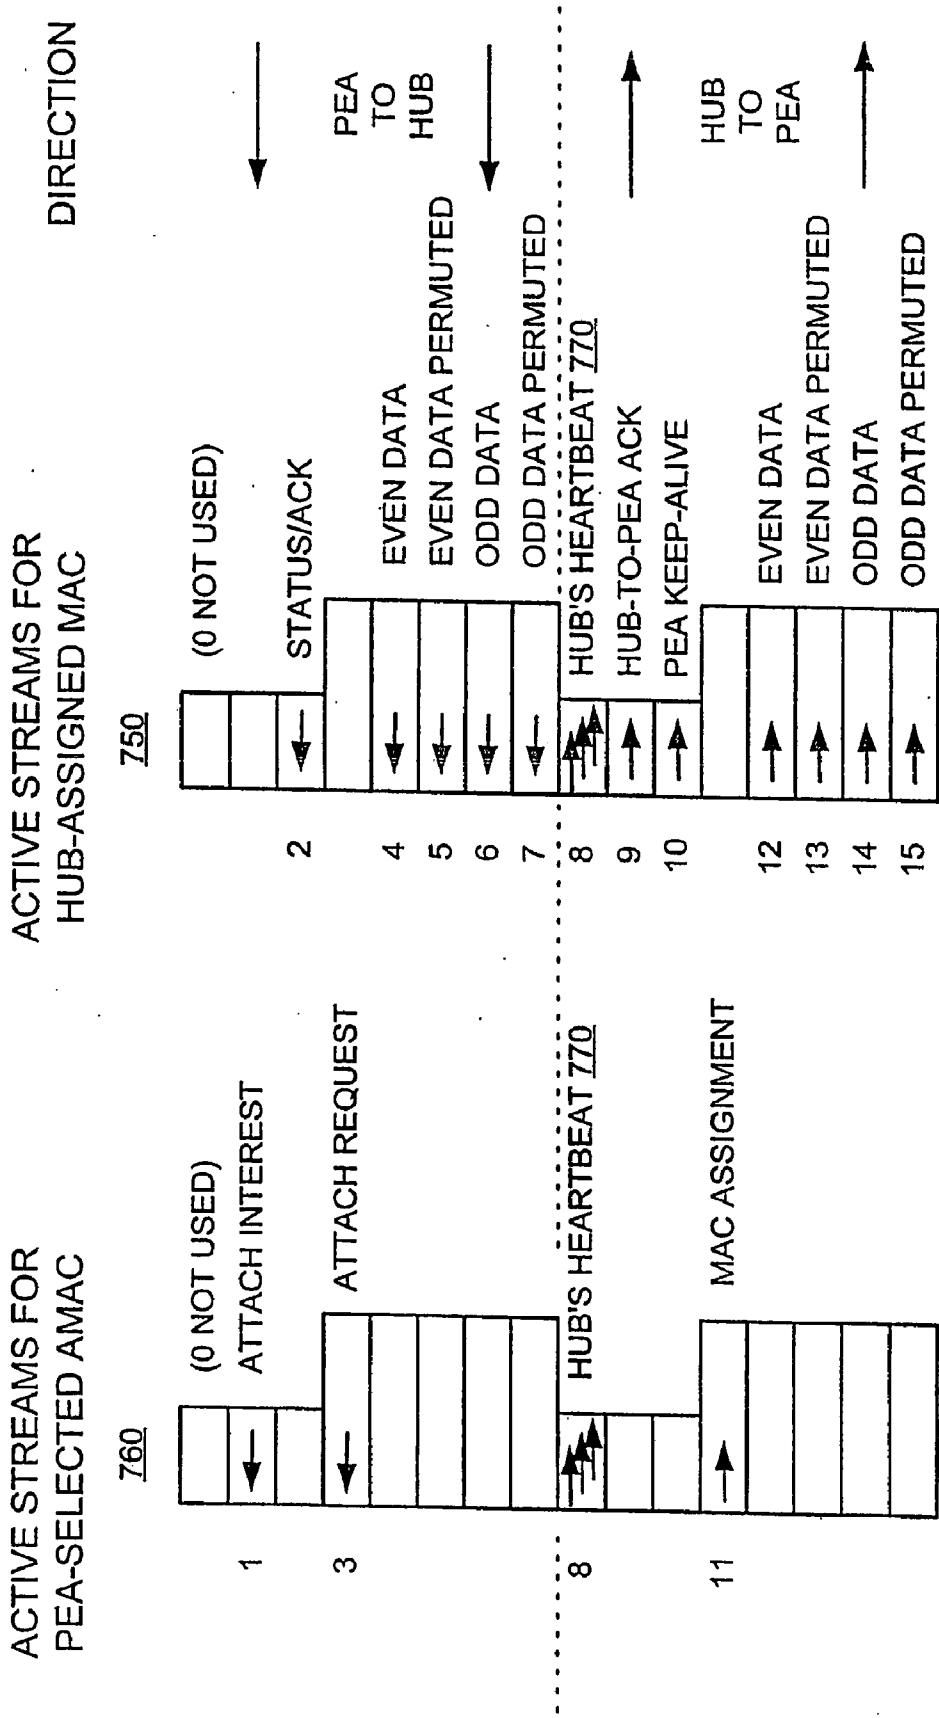 ACTIVE STREAMS FOR
PEA-SELECTED AMAC
760
(0 NOT USED)
1 ATTACH INTEREST
3 ATTACH REQUEST
8 HUB'S HEARTBEAT 770
11 MAC ASSIGNMENT
ACTIVE STREAMS FOR
HUB-ASSIGNED MAC
750
(0 NOT USED)
2 STATUS/ACK
4 EVEN DATA
5 EVEN DATA PERMUTED
6 ODD DATA
7 ODD DATA PERMUTED
8 HUB'S HEARTBEAT 770
9 HUB-TO-PEA ACK
10 PEA KEEP-ALIVE
12 EVEN DATA
13 EVEN DATA PERMUTED
14 ODD DATA
15 ODD DATA PERMUTED
DIRECTION
PEA
TO
HUB
HUB
TO
PEA